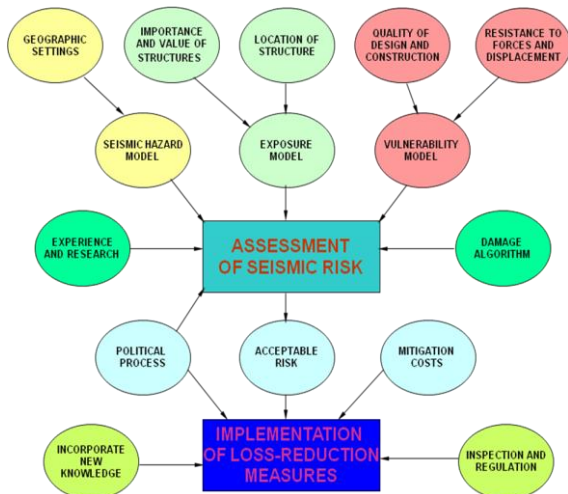 GEOGRAPHIC
SETTINGS
IMPORTANCE
AND VALUE OF
STRUCTURES
LOCATION
OF
STRUCTURE
QUALITY OF
DESIGN AND
CONSTRUCTION
RESISTANCE TO
FORCES AND
DISPLACEMENT
SEISMIC HAZARD
MODEL
EXPOSURE
MODEL
VULNERABILITY
MODEL
EXPERIENCE
AND RESEARCH
ASSESSMENT
OF SEISMIC RISK
DAMAGE
ALGORITHM
POLITICAL
PROCESS
ACCEPTABLE
RISK
MITIGATION
COSTS
INCORPORATE
NEW
KNOWLEDGE
IMPLEMENTATION
OF LOSS-REDUCTION
MEASURES
INSPECTION AND
REGULATION